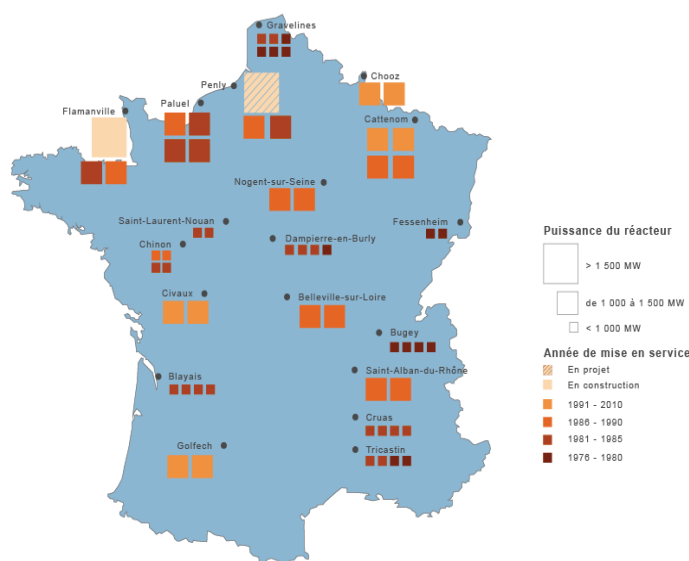 Gravelines
Penly
Chooz
Flamanville
Paluel
Cattenom
Nogent-sur-Seine
Saint-Laurent-Nouan
Fessenheim
Chinon
Dampierre-en-Burly
Civaux
Belleville-sur-Loire
Bugey
Blayais
Saint-Alban-du-Rhône
Cruas
Golfech
Tricastin
Puissance du réacteur
> 1 500 MW
de 1 000 à 1 500 MW
< 1 000 MW
Année de mise en service
En projet
En construction
1991 - 2010
1986 - 1990
1981 - 1985
1976 - 1980